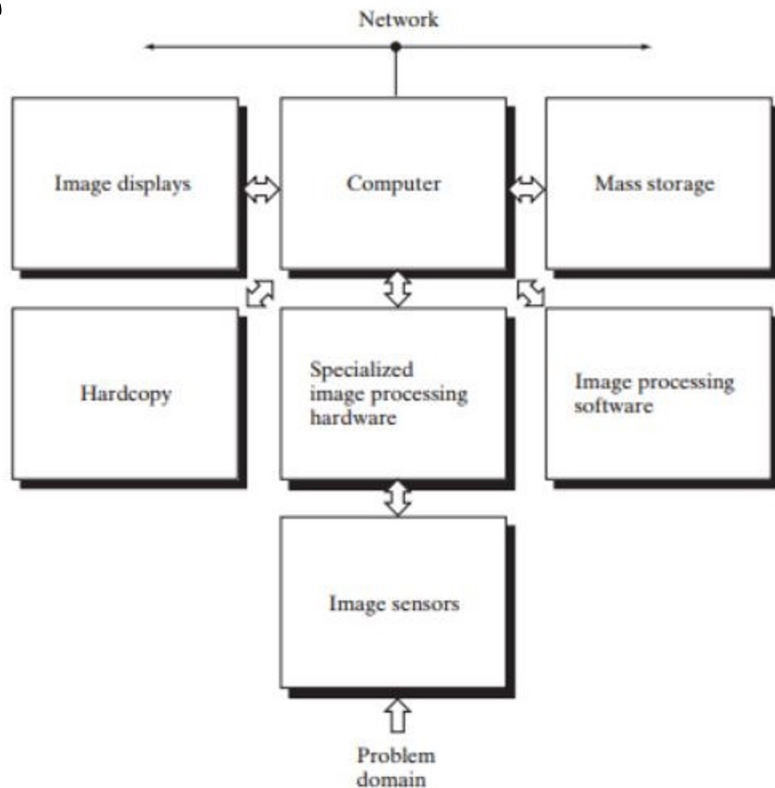 Network
Image displays
Computer
Mass storage
Hardcopy
Specialized
image processing
hardware
Image processing
software
Image sensors
Problem
domain